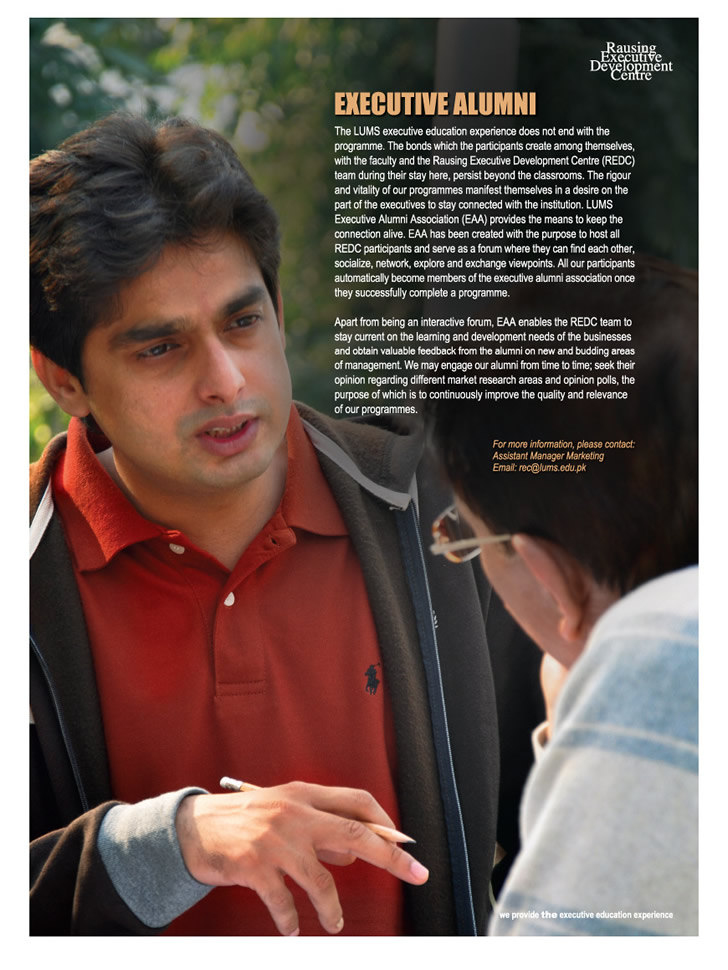 Rausing
Executive
Development
Centre
EXECUTIVE ALUMNI
The LUMS executive education experience does not end with the
programme. The bonds which the participants create among themselves,
with the faculty and the Rausing Executive Development Centre (REDC)
team during their stay here, persist beyond the classrooms. The rigour
and vitality of our programmes manifest themselves in a desire on the
part of the executives to stay connected with the institution. LUMS
Executive Alumni Association (EAA) provides the means to keep the
connection alive. EAA has been created with the purpose to host all
REDC participants and serve as a forum where they can find each other,
socialize, network, explore and exchange viewpoints. All our participants
automatically become members of the executive alumni association once
they successfully complete a programme.
Apart from being an interactive forum, EAA enables the REDC team to
stay current on the learning and development needs of the businesses
and obtain valuable feedback from the alumni on new and budding areas
of management. We may engage our alumni from time to time; seek their
opinion regarding different market research areas and opinion polls, the
purpose of which is to continuously improve the quality and relevance
of our programmes.
For more information, please contact:
Assistant Manager Marketing
Email: rec@lums.edu.pk
we provide the executive education experience